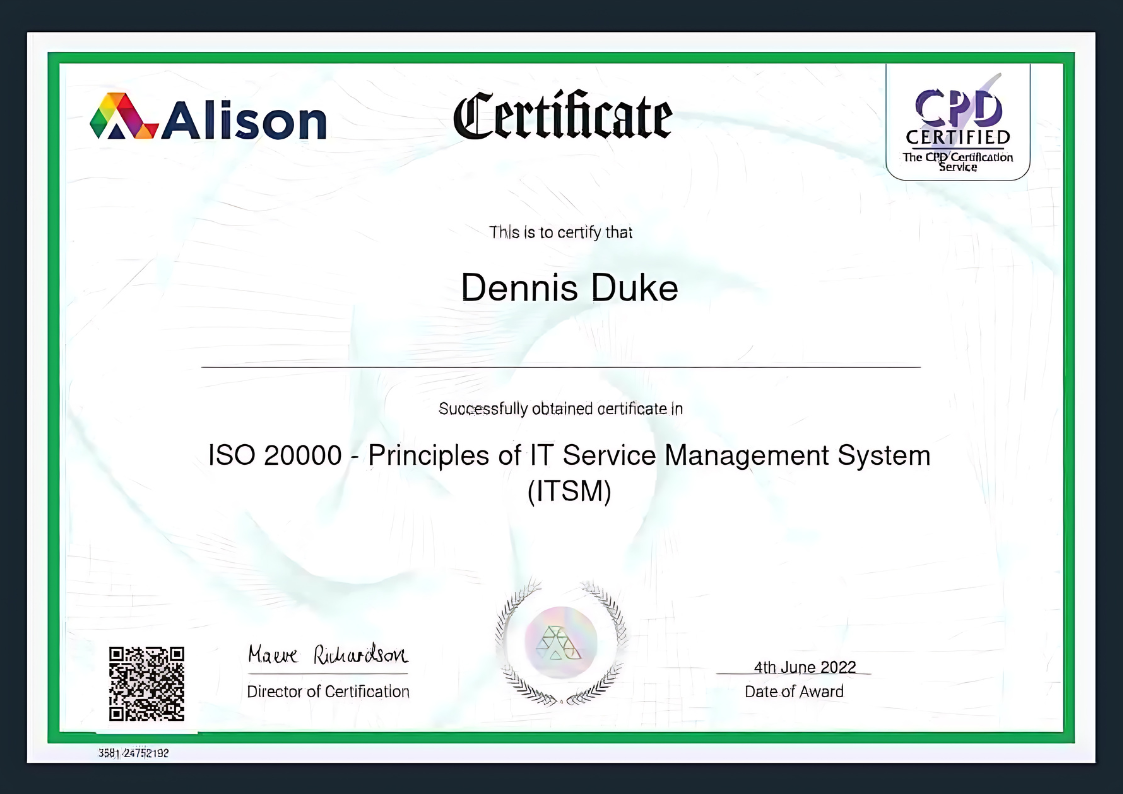 Alison
Certificate
CPD
CERTIFIED
The CPD Certification
Service
This is to certify that
Dennis Duke
Successfully obtained certificate in
ISO 20000 - Principles of IT Service Management System
(ITSM)
Maeve Richardson
Director of Certification
4th June 2022
Date of Award
3581-24752192